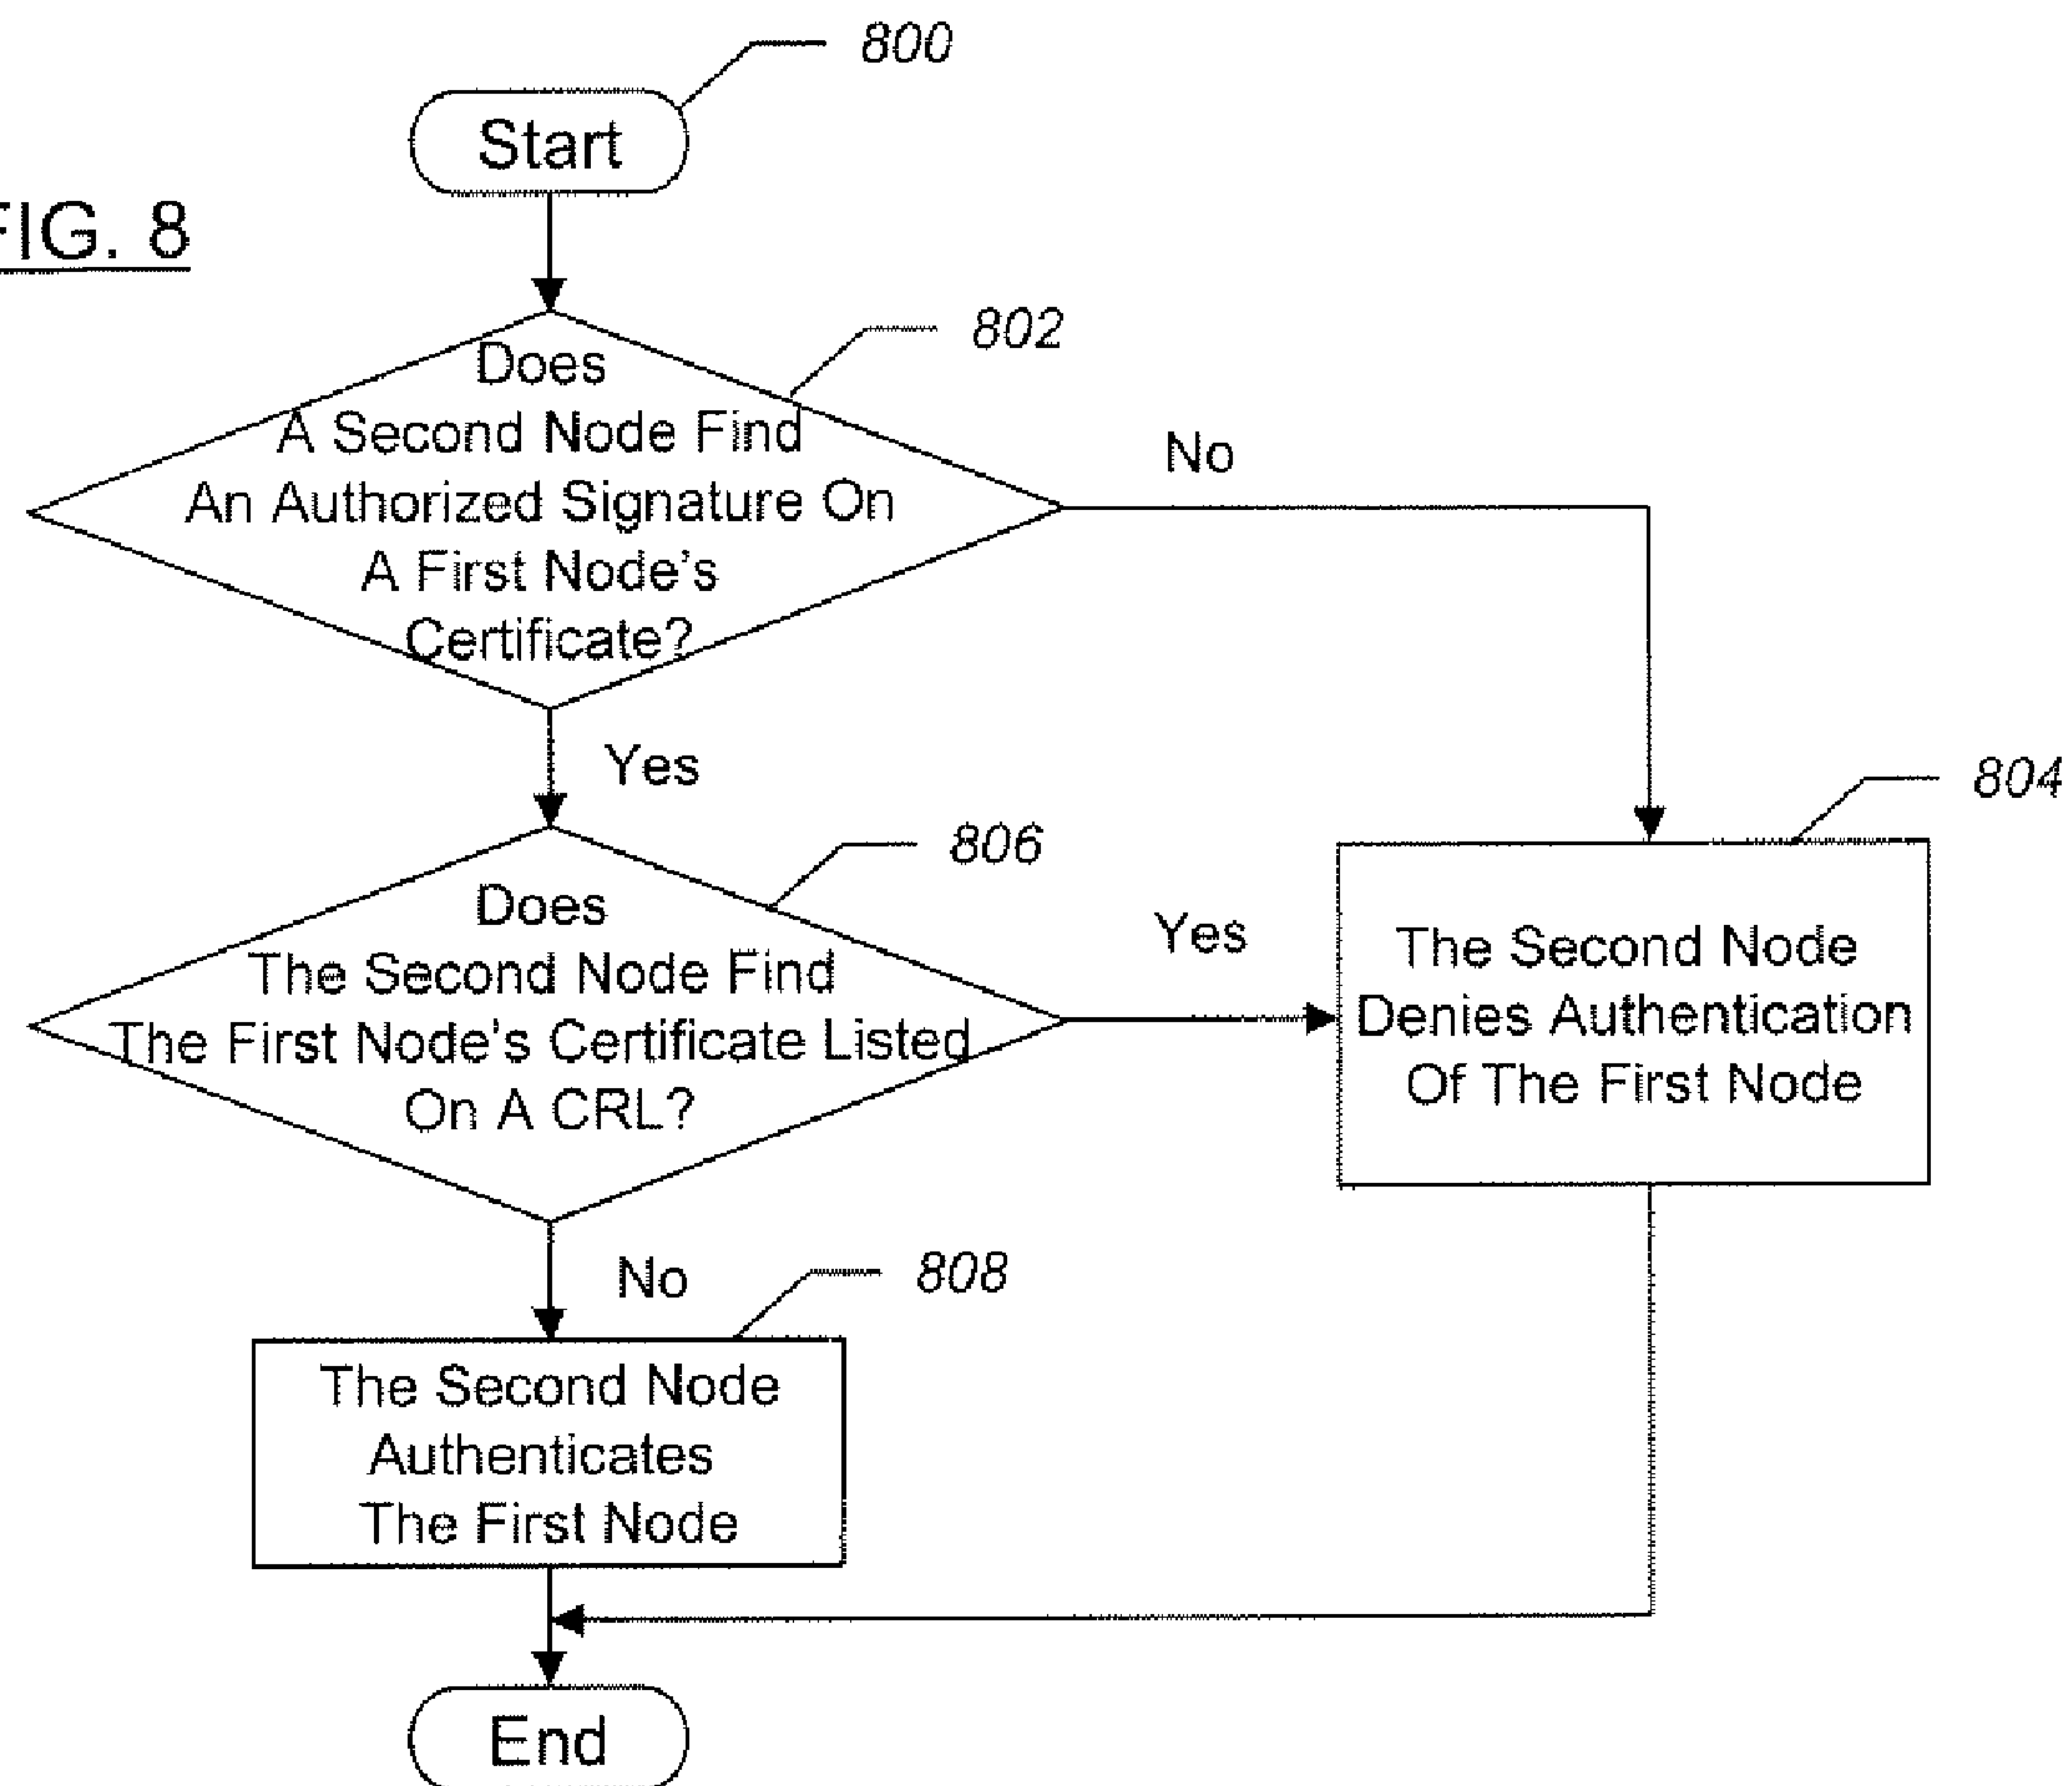 800
Start
FIG. 8
802
Does
A Second Node Find
An Authorized Signature On
A First Node's
Certificate?
No
Yes
804
806
Does
The Second Node Find
The First Node's Certificate Listed
On A CRL?
Yes
The Second Node
Denies Authentication
Of The First Node
No
808
The Second Node
Authenticates
The First Node
End